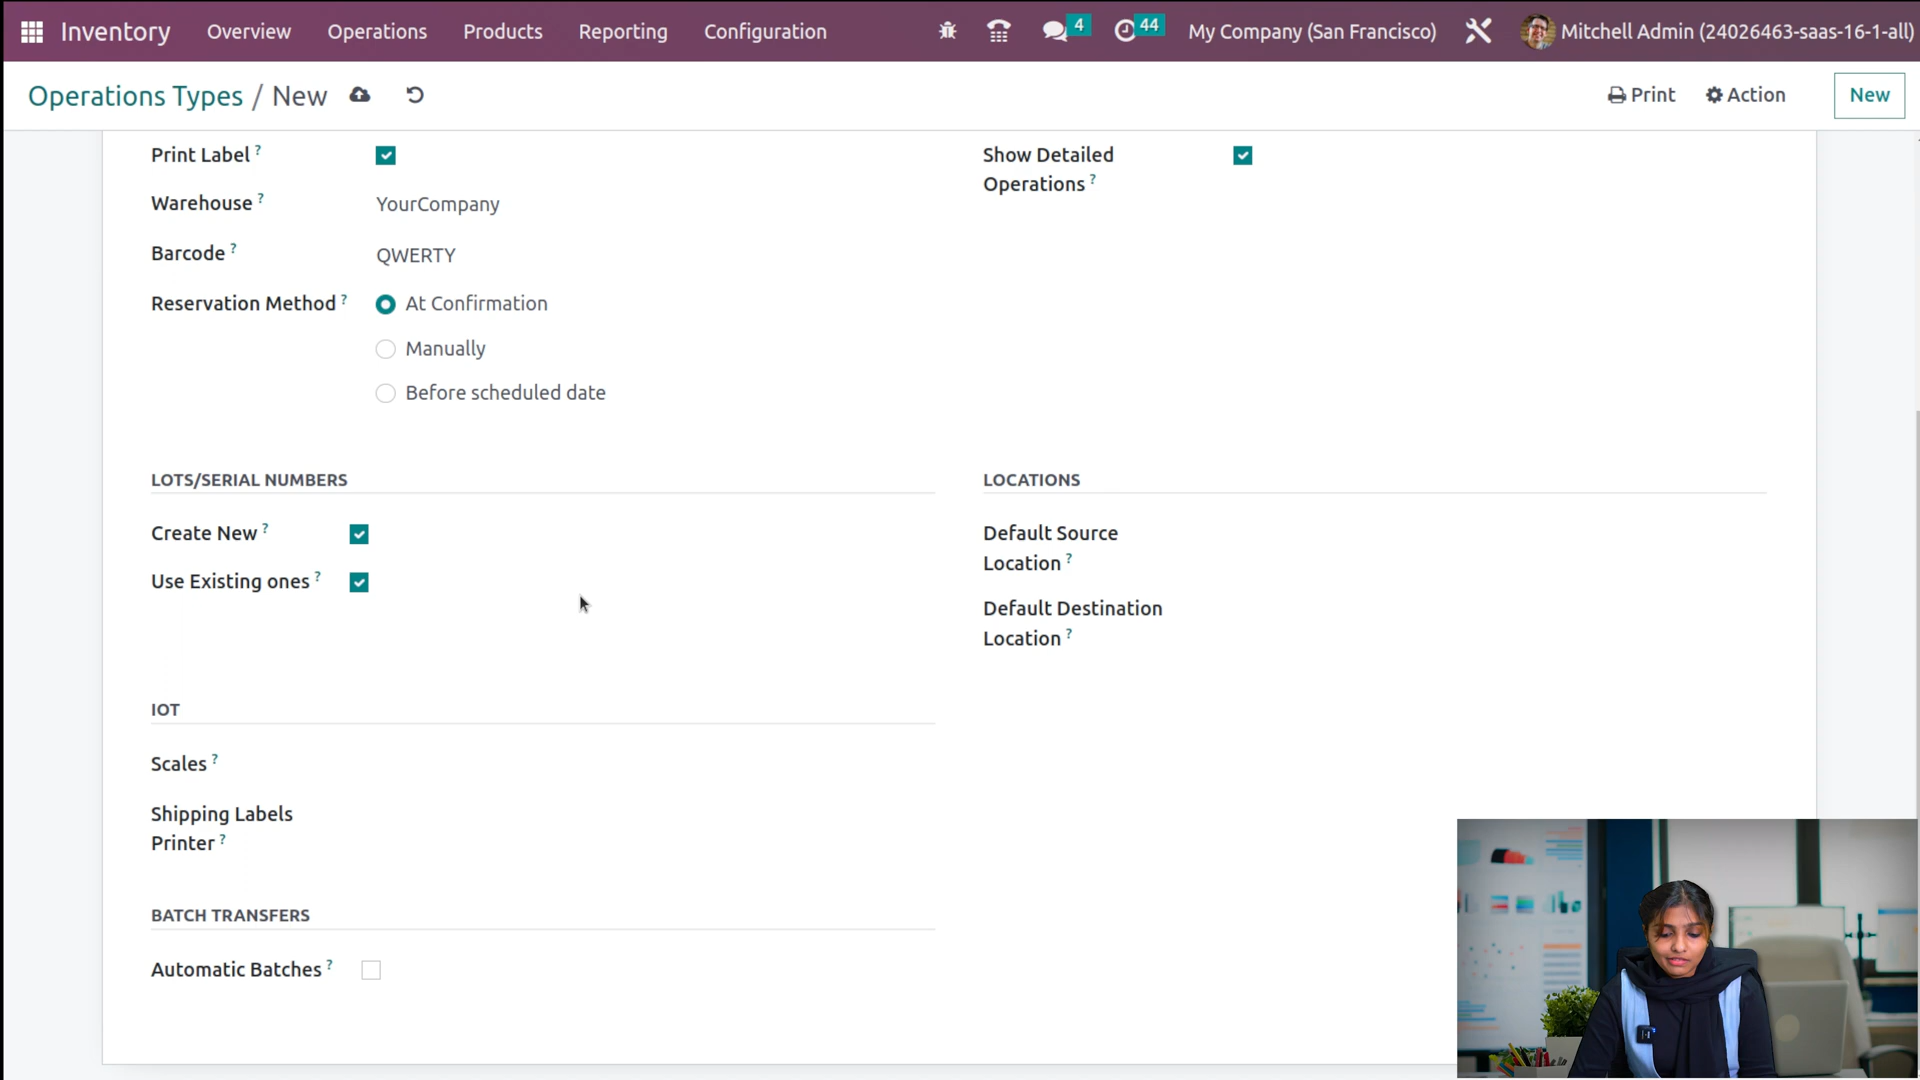 Inventory Overview Operations Products Reporting Configuration 4 44 My Company (San Francisco) Mitchell Admin (24026463-saas-16-1-all)
Operations Types / New Print Action New
Print Label ?
Show Detailed
Operations ?
Warehouse ? YourCompany
Barcode ? QWERTY
Reservation Method ? At Confirmation
Manually
Before scheduled date
LOTS/SERIAL NUMBERS
Create New ?
Use Existing ones ?
LOCATIONS
Default Source
Location ?
Default Destination
Location ?
IOT
Scales ?
Shipping Labels
Printer ?
BATCH TRANSFERS
Automatic Batches ?